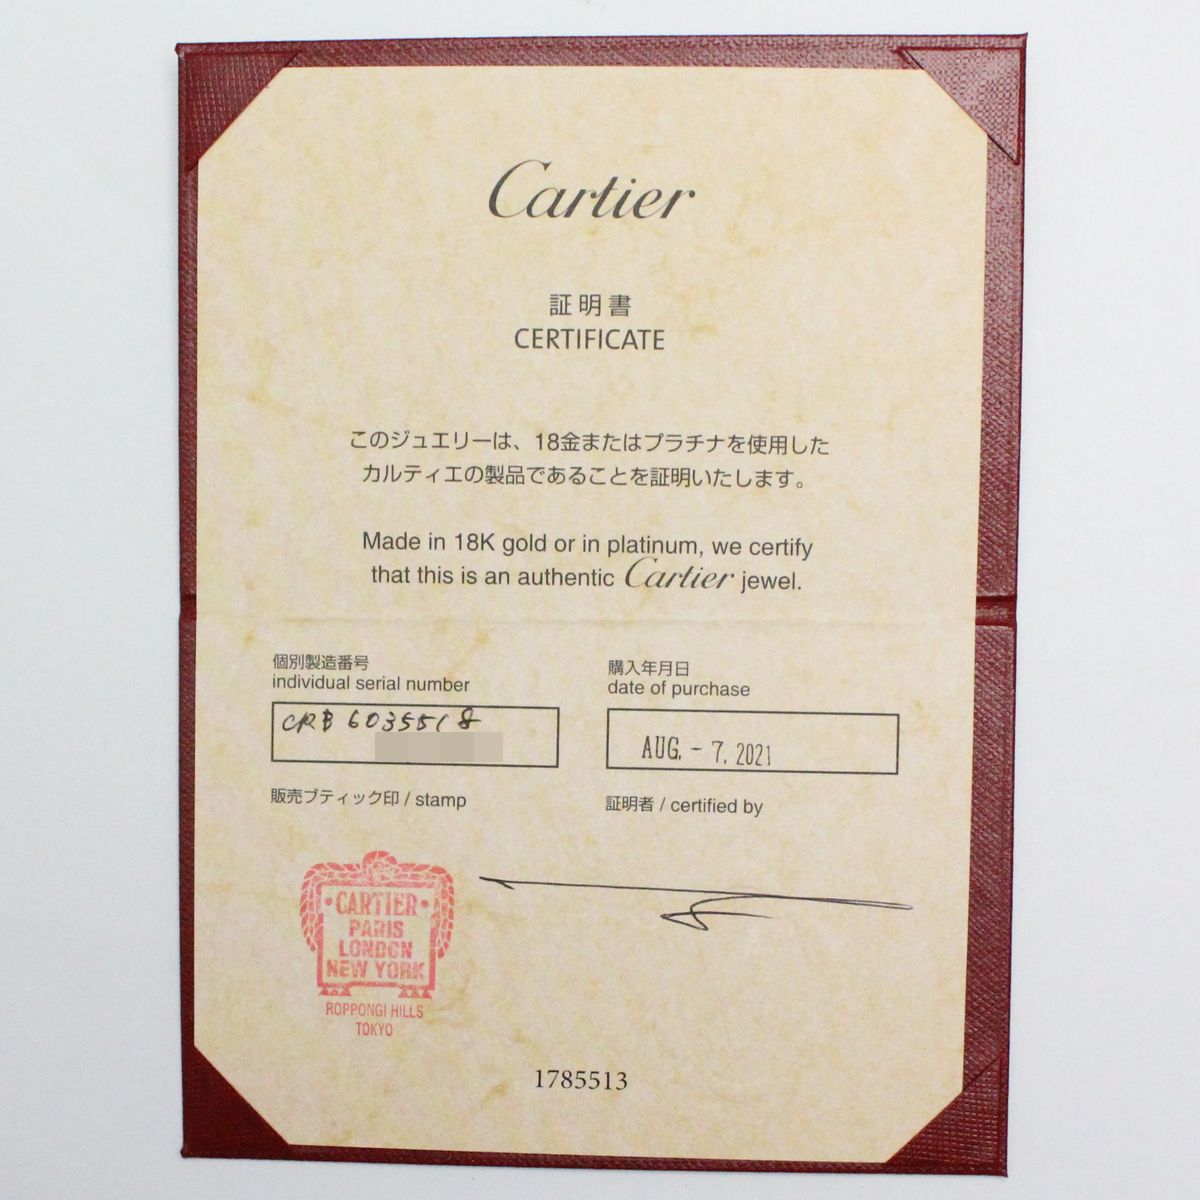 Cartier
証明書
CERTIFICATE
このジュエリーは、18金またはプラチナを使用した
カルティエの製品であることを証明いたします。
Made in 18K gold or in platinum, we certify
that this is an authentic Cartier jewel.
個別製造番号
individual serial number
CRB6035518
購入年月日
date of purchase
AUG. - 7. 2021
販売ブティック印 / stamp
証明者 / certified by
CARTIER
PARIS
LONDON
NEW YORK
ROPPONGI HILLS
TOKYO
1785513